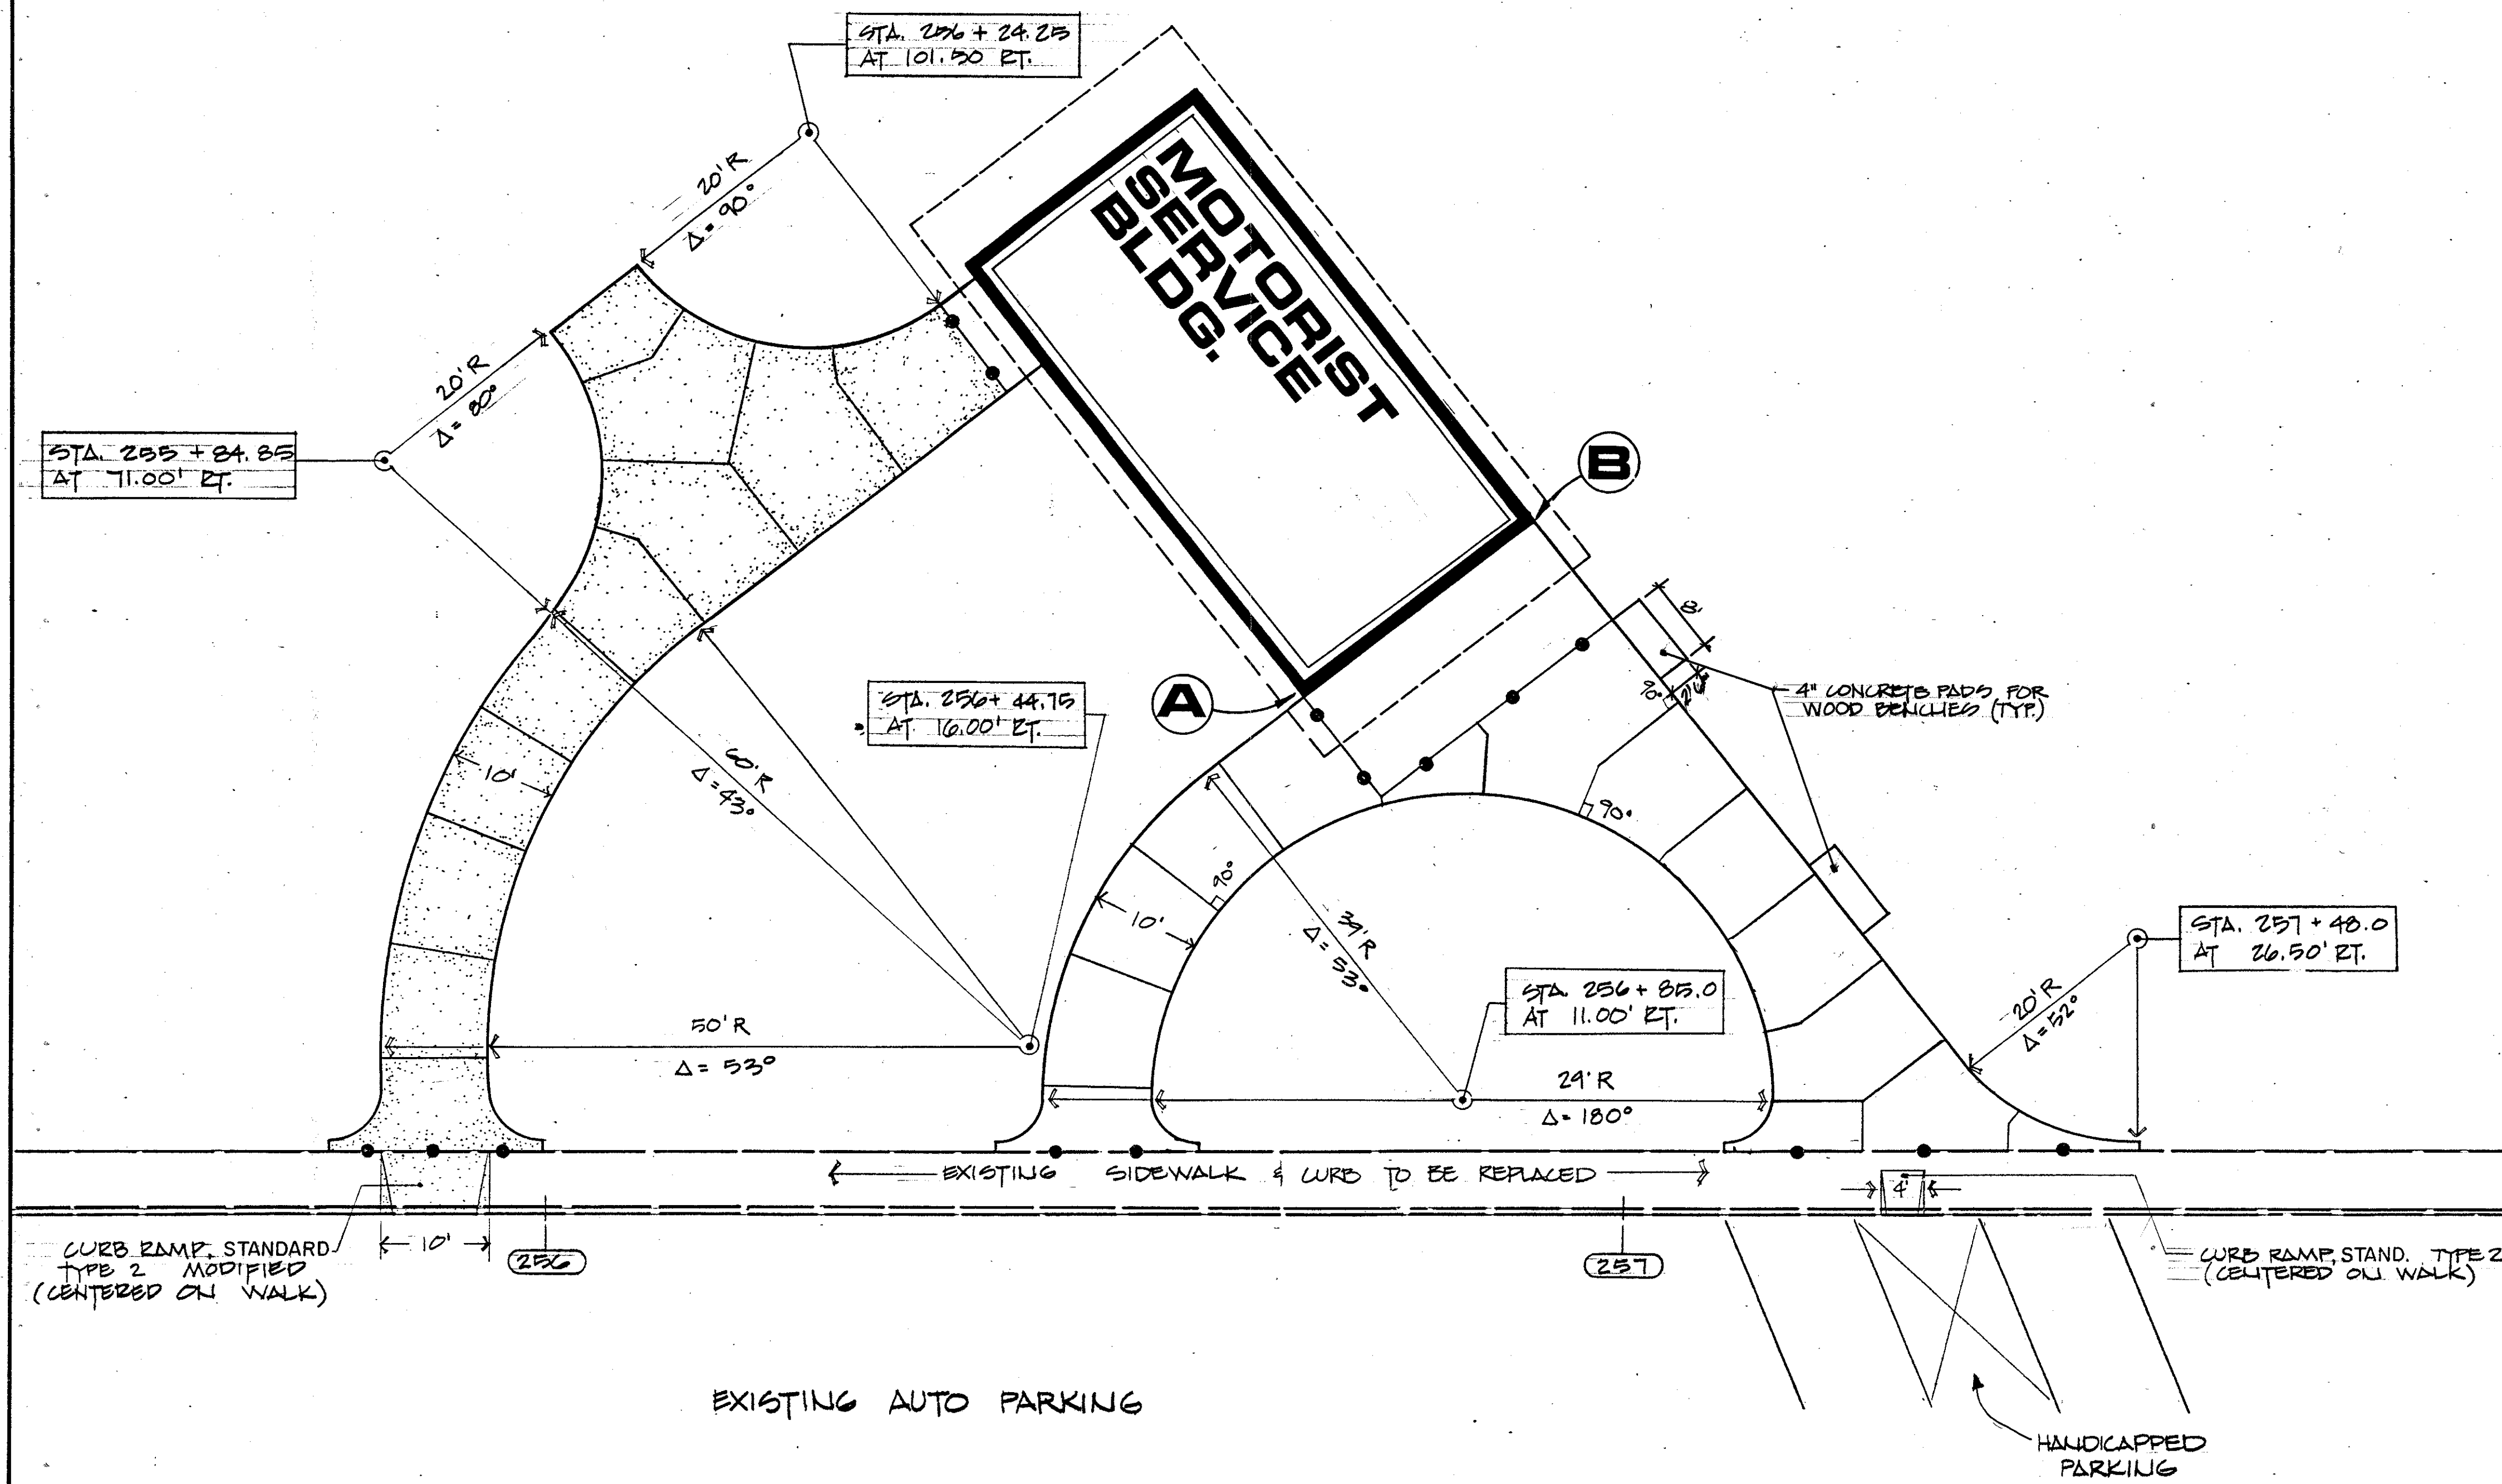 STA. 256 + 24.25
AT 101.50 RT.
20'R
Δ = 90°
MOTORIST
SERVICE
BLDG.
20'R
Δ = 80°
STA. 255 + 84.85
AT 71.00' RT.
B
8'
A
STA. 256+ 44.75
AT 16.00' RT.
90°
2'
4" CONCRETE PADS FOR
WOOD BENCHES (TYP.)
10'
60'R
Δ = 43°
90°
90°
10'
39'R
Δ = 53°
STA. 257 + 48.0
AT 26.50' RT.
STA. 256 + 85.0
AT 11.00' RT.
20'R
Δ = 52°
50'R
Δ = 53°
29'R
Δ = 180°
EXISTING SIDEWALK & CURB TO BE REPLACED
4'
CURB RAMP, STANDARD
TYPE 2 MODIFIED
(CENTERED ON WALK)
10'
256
257
CURB RAMP, STAND. TYPE 2
(CENTERED ON WALK)
EXISTING AUTO PARKING
HANDICAPPED
PARKING